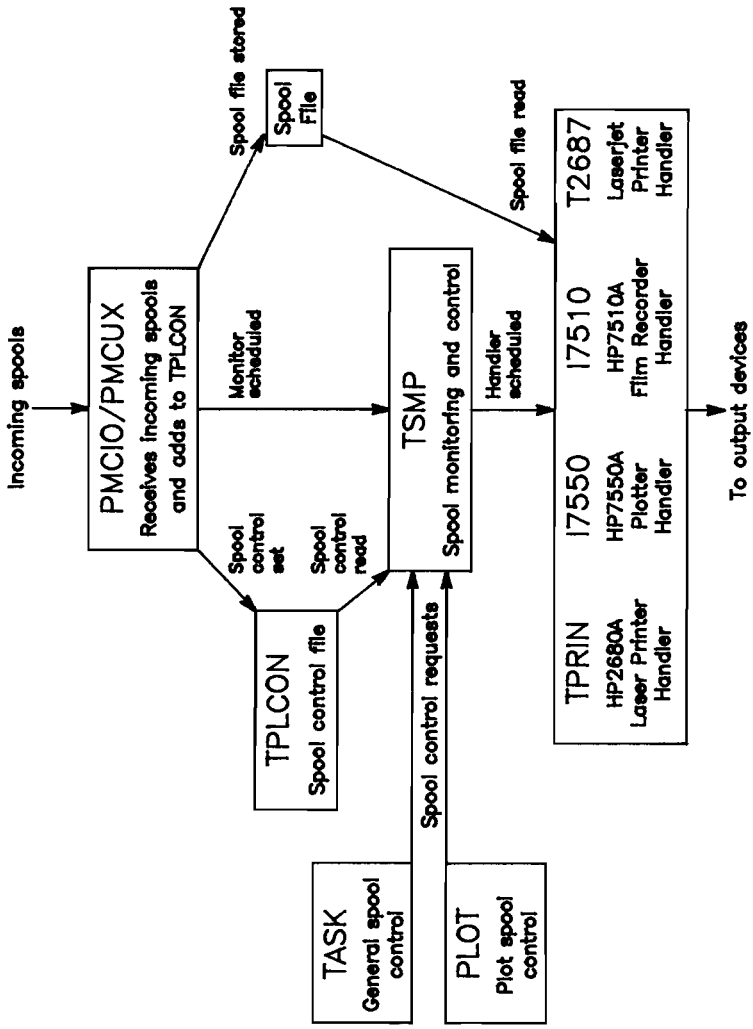 Incoming spools
PMCIO/PMCUX
Receives incoming spools
and adds to TPLCON
Spool file stored
Spool
File
Spool
control
set
Monitor
scheduled
TPLCON
Spool control file
Spool
control
read
TASK
General spool
control
PLOT
Plot spool
control
Spool control requests
TSMP
Spool monitoring and control
Handler
scheduled
Spool file read
TPRIN
HP2680A
Laser Printer
Handler
I7550
HP7550A
Plotter
Handler
I7510
HP7510A
Film Recorder
Handler
T2687
Laserjet
Printer
Handler
To output devices